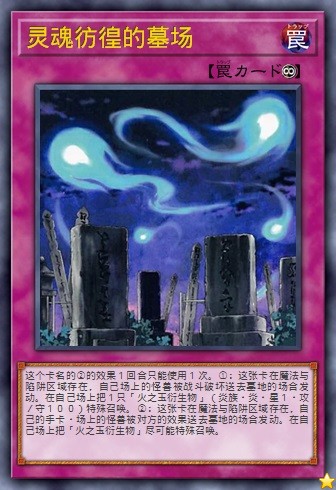 灵魂彷徨的墓场
トラップ
罠
【罠カード】
这个卡名的②的效果1回合只能使用1次。①：这张卡在魔法与
陷阱区域存在，自己场上的怪兽被战斗破坏送去墓地的场合发
动。在自己场上把1只「火之玉衍生物」（炎族·炎·星1·攻
/守100）特殊召唤。②：这张卡在魔法与陷阱区域存在，自
己的手卡·场上的怪兽被对方的效果送去墓地的场合发动。在
自己场上把「火之玉衍生物」尽可能特殊召唤。